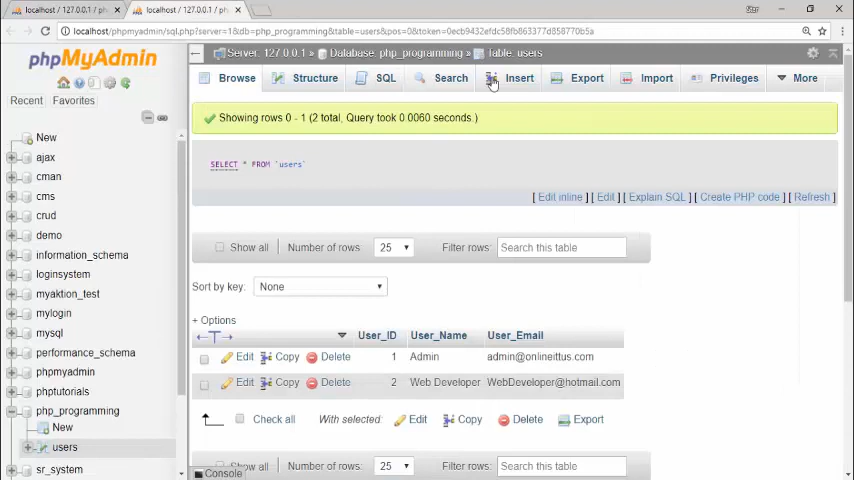 localhost / 127.0.0.1 / p
localhost / 127.0.0.1 / p
localhost/phpmyadmin/sql.php?server=1&db=php_programming&table=users&pos=0&token=0ecb9432efdc58fb863377c0bf0b5a5a
phpMyAdmin
Server: 127.0.0.1 » Database: php_programming » Table: users
Browse Structure SQL Search Insert Export Import Privileges More
Recent Favorites
Showing rows 0 - 1 (2 total, Query took 0.0060 seconds.)
SELECT * FROM `users`
[ Edit inline ] [ Edit ] [ Explain SQL ] [ Create PHP code ] [ Refresh ]
New
ajax
cman
cms
crud
demo
information_schema
loginsystem
myaktion_test
mylogin
mysql
performance_schema
phpmyadmin
phptutorials
php_programming
New
users
sr_system
Show all Number of rows: 25 Filter rows: Search this table
Sort by key: None
+ Options
User_ID User_Name User_Email
Edit Copy Delete 1 Admin admin@onlineittus.com
Edit Copy Delete 2 Web Developer WebDeveloper@hotmail.com
Check all With selected: Edit Copy Delete Export
Show all Number of rows: 25 Filter rows: Search this table
Console